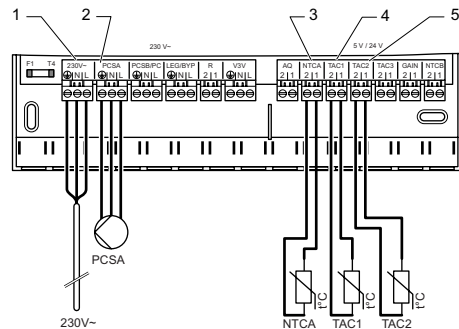 1 2 3 4 5
230 V~ 5 V / 24 V
F1 T4 230V~ PCSA PCSB/PC LEG/BYP R V3V AQ NTCA TAC1 TAC2 TAC3 GAIN NTCB
N L N L N L N L 2 1 N L 2 1 2 1 2 1 2 1 2 1 2 1 2 1
PCSA
t°C t°C t°C
230V~ NTCA TAC1 TAC2